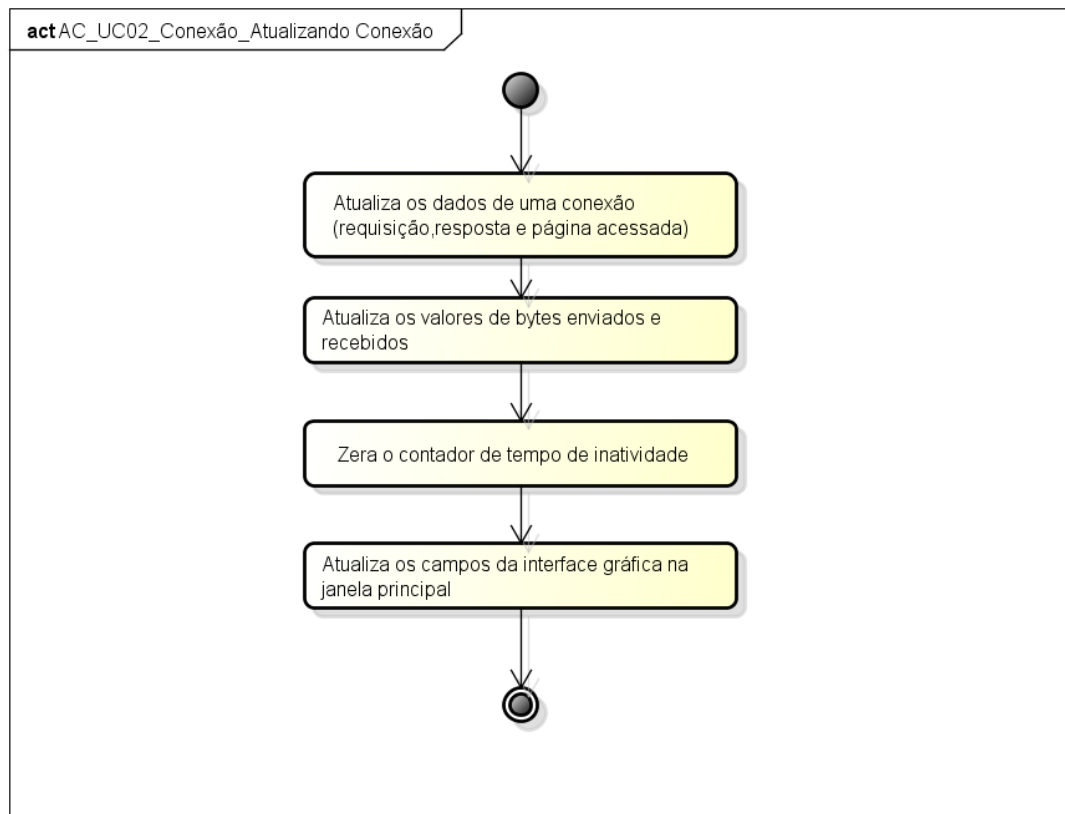 act AC_UC02_Conexão_Atualizando Conexão
Atualiza os dados de uma conexão
(requisição,resposta e página acessada)
Atualiza os valores de bytes enviados e
recebidos
Zera o contador de tempo de inatividade
Atualiza os campos da interface gráfica na
janela principal